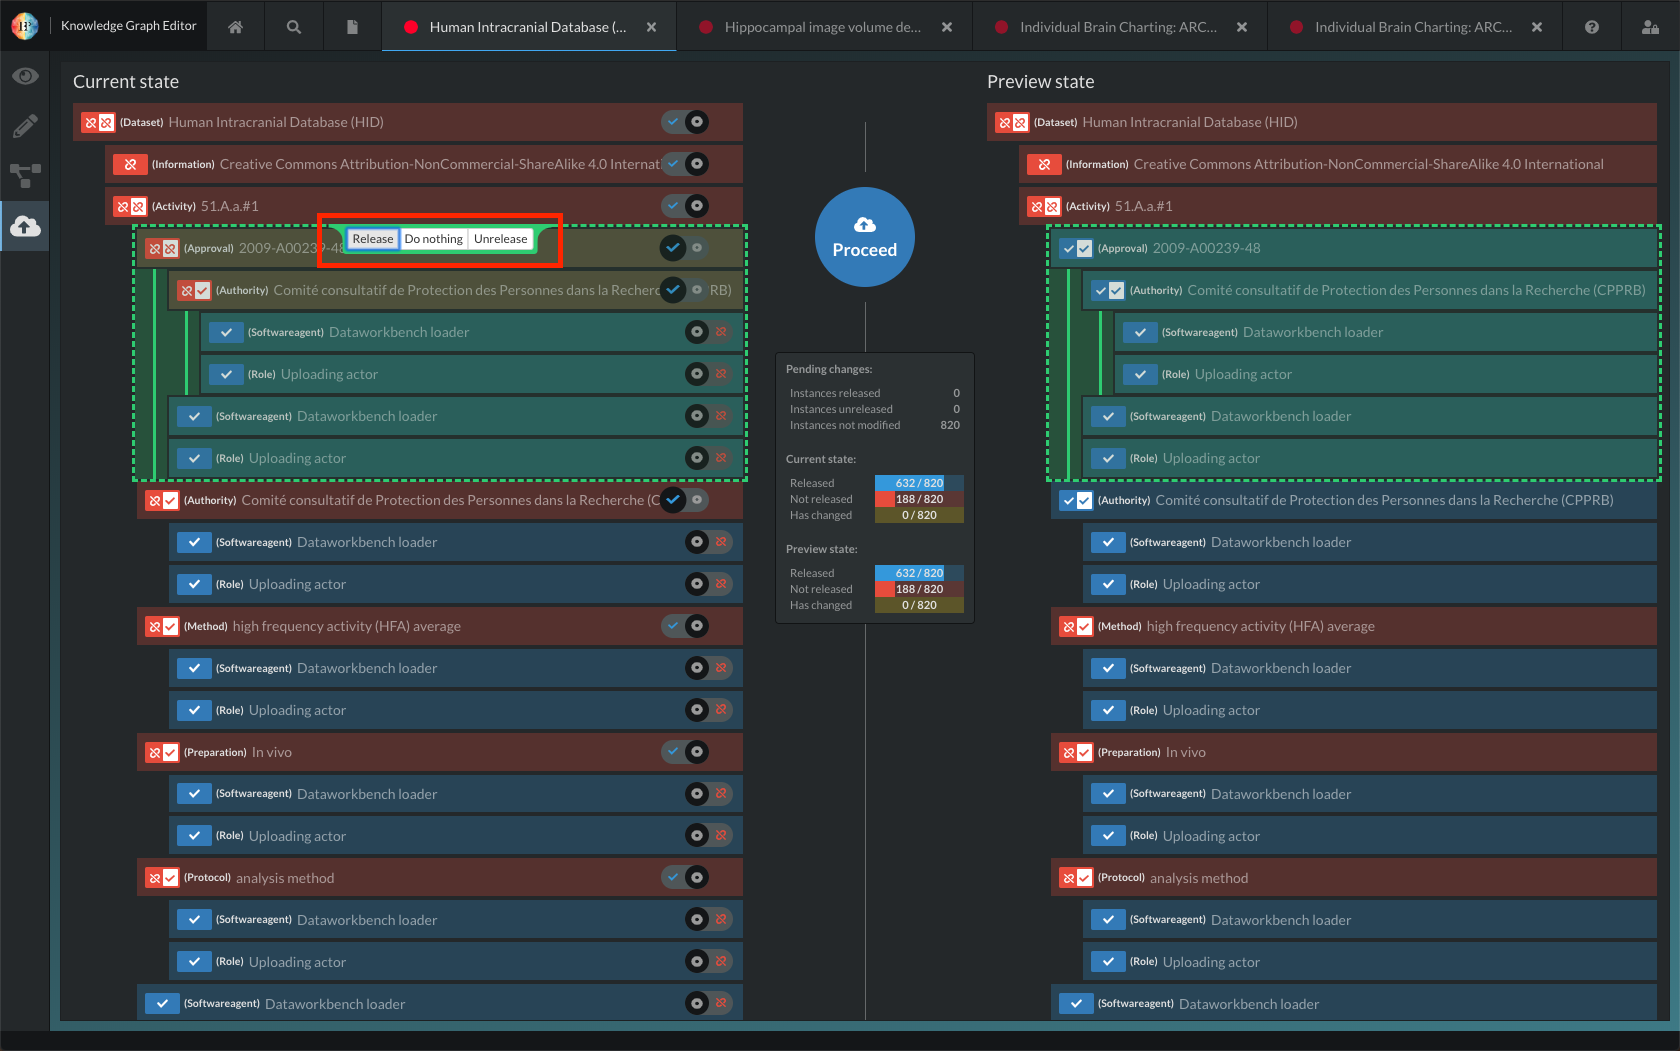 Knowledge Graph Editor
Human Intracranial Database (...
Hippocampal image volume de...
Individual Brain Charting: ARC...
Individual Brain Charting: ARC...
Current state
(Dataset) Human Intracranial Database (HID)
(Information) Creative Commons Attribution-NonCommercial-ShareAlike 4.0 Internati
(Activity) 51.A.a.#1
(Approval) 2009-A00239-48
Release Do nothing Unrelease
(Authority) Comité consultatif de Protection des Personnes dans la Recherc RB)
(Softwareagent) Dataworkbench loader
(Role) Uploading actor
(Softwareagent) Dataworkbench loader
(Role) Uploading actor
(Authority) Comité consultatif de Protection des Personnes dans la Recherche (C
(Softwareagent) Dataworkbench loader
(Role) Uploading actor
(Method) high frequency activity (HFA) average
(Softwareagent) Dataworkbench loader
(Role) Uploading actor
(Preparation) In vivo
(Softwareagent) Dataworkbench loader
(Role) Uploading actor
(Protocol) analysis method
(Softwareagent) Dataworkbench loader
(Role) Uploading actor
(Softwareagent) Dataworkbench loader
Proceed
Pending changes:
Instances released 0
Instances unreleased 0
Instances not modified 820
Current state:
Released 632 / 820
Not released 188 / 820
Has changed 0 / 820
Preview state:
Released 632 / 820
Not released 188 / 820
Has changed 0 / 820
Preview state
(Dataset) Human Intracranial Database (HID)
(Information) Creative Commons Attribution-NonCommercial-ShareAlike 4.0 International
(Activity) 51.A.a.#1
(Approval) 2009-A00239-48
(Authority) Comité consultatif de Protection des Personnes dans la Recherche (CPPRB)
(Softwareagent) Dataworkbench loader
(Role) Uploading actor
(Softwareagent) Dataworkbench loader
(Role) Uploading actor
(Authority) Comité consultatif de Protection des Personnes dans la Recherche (CPPRB)
(Softwareagent) Dataworkbench loader
(Role) Uploading actor
(Method) high frequency activity (HFA) average
(Softwareagent) Dataworkbench loader
(Role) Uploading actor
(Preparation) In vivo
(Softwareagent) Dataworkbench loader
(Role) Uploading actor
(Protocol) analysis method
(Softwareagent) Dataworkbench loader
(Role) Uploading actor
(Softwareagent) Dataworkbench loader